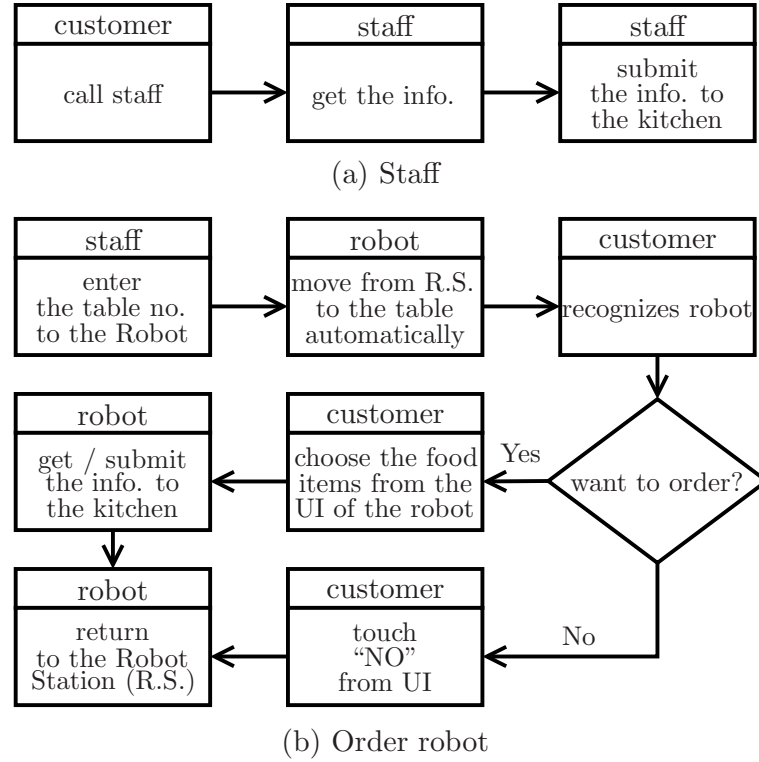 customer
call staff
staff
get the info.
staff
submit
the info. to
the kitchen
(a) Staff
staff
enter
the table no.
to the Robot
robot
move from R.S.
to the table
automatically
customer
recognizes robot
want to order?
Yes
customer
choose the food
items from the
UI of the robot
robot
get / submit
the info. to
the kitchen
No
customer
touch
“NO”
from UI
robot
return
to the Robot
Station (R.S.)
(b) Order robot